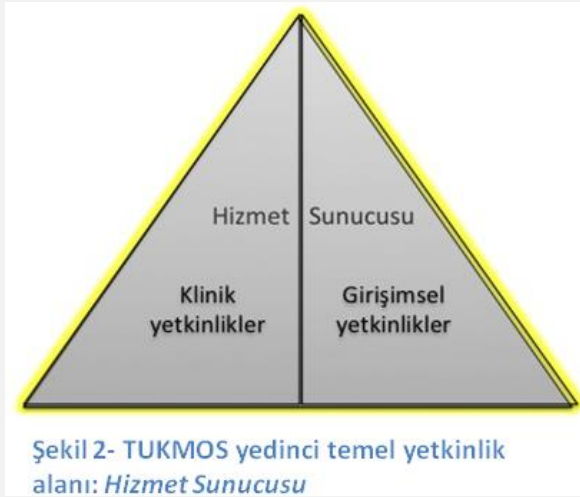 Hizmet Sunucusu
Klinik yetkinlikler
Girişimsel yetkinlikler
Şekil 2- TUKMOS yedinci temel yetkinlik
alanı: Hizmet Sunucusu